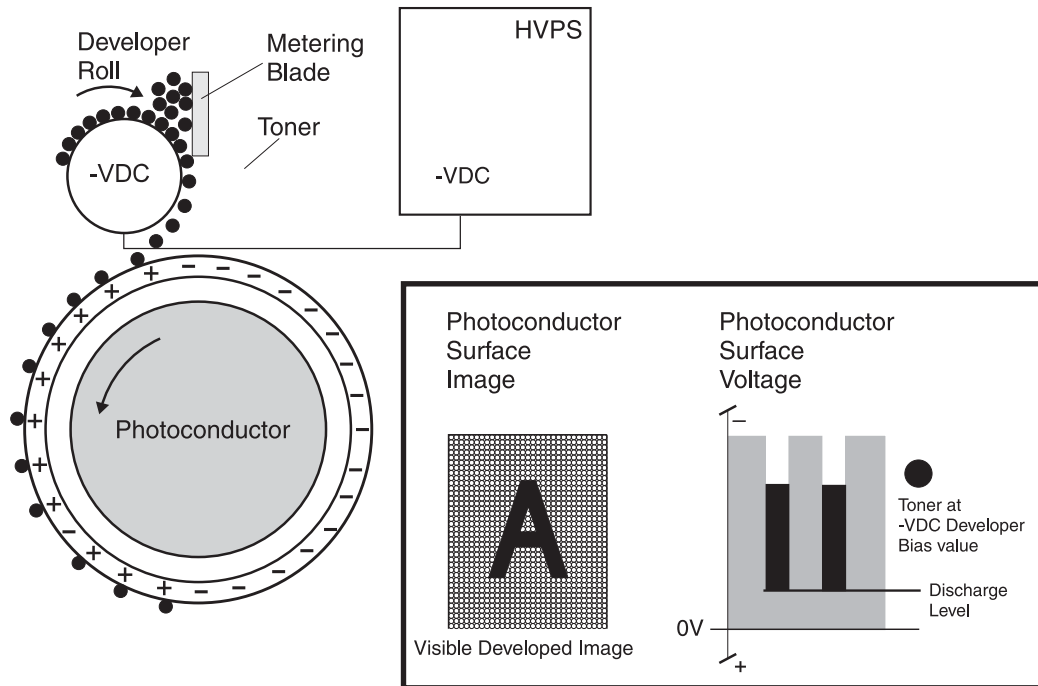 Developer
Roll
Metering
Blade
HVPS
Toner
-VDC
-VDC
Photoconductor
Photoconductor
Surface
Image
Photoconductor
Surface
Voltage
–
Toner at
-VDC Developer
Bias value
Discharge
Level
0V
+
Visible Developed Image
A